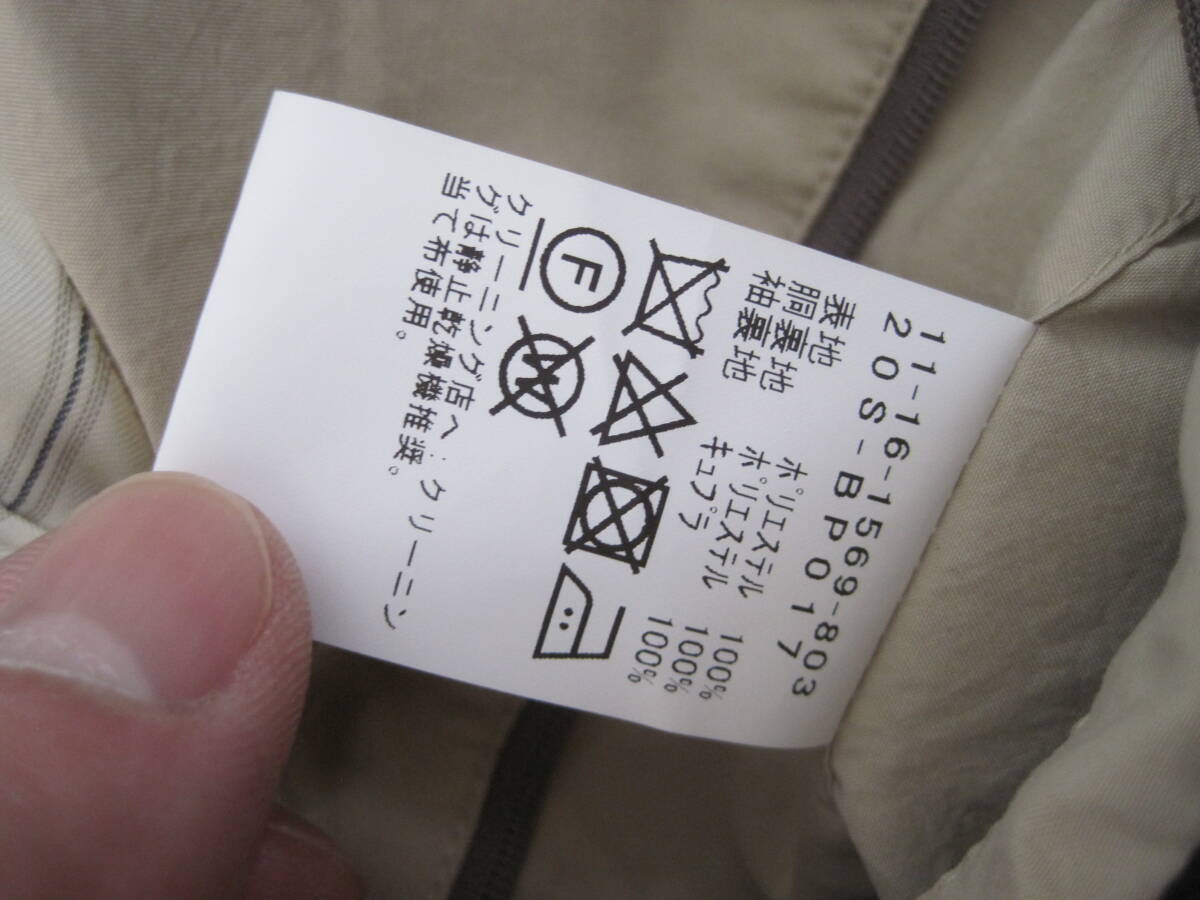 11-16-1569-803
20S-BP017
表地 ポリエステル 100%
胴裏地 ポリエステル 100%
袖裏地 キュプラ 100%
F
W
クリーニング店へ:クリーニン
グは静止乾燥機推奨。
当て布使用。